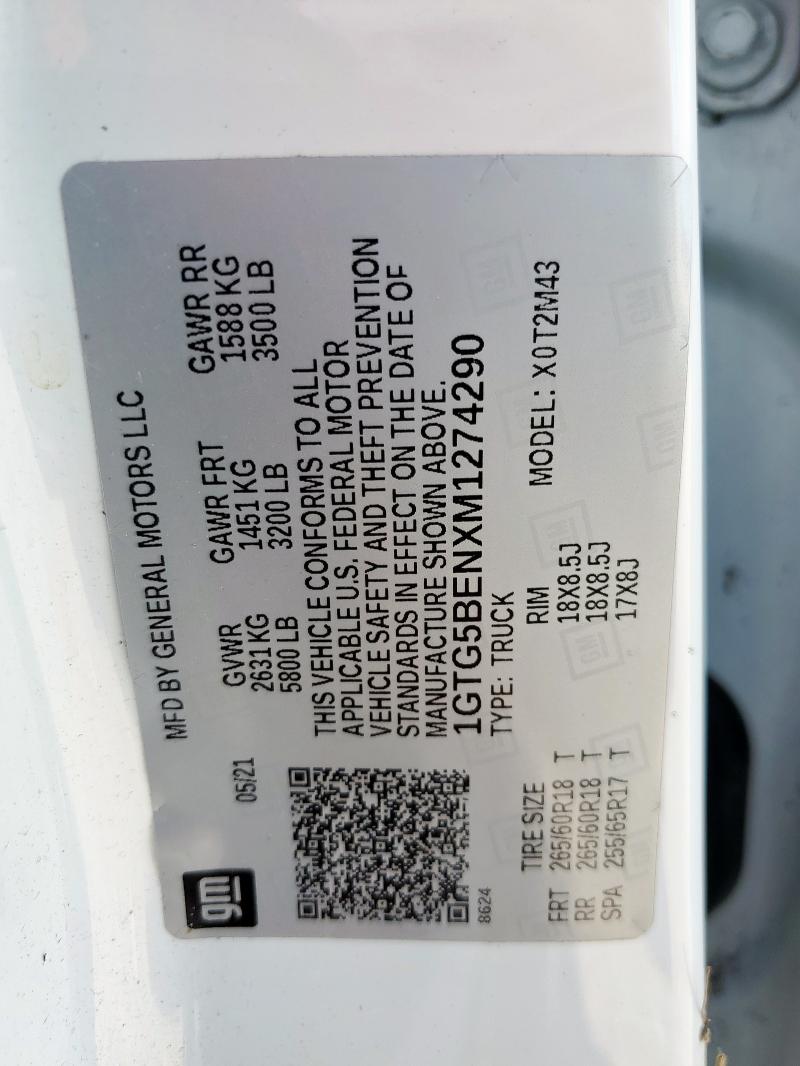 gm
05/21
MFD BY GENERAL MOTORS LLC
GVWR GAWR FRT GAWR RR
2631 KG 1451 KG 1588 KG
5800 LB 3200 LB 3500 LB
THIS VEHICLE CONFORMS TO ALL
APPLICABLE U.S. FEDERAL MOTOR
VEHICLE SAFETY AND THEFT PREVENTION
STANDARDS IN EFFECT ON THE DATE OF
MANUFACTURE SHOWN ABOVE.
1GTG5BENXM1274290
8624
TYPE: TRUCK
TIRE SIZE RIM MODEL: X0T2M43
FRT 265/60R18 T 18X8.5J
RR 265/60R18 T 18X8.5J
SPA 255/65R17 T 17X8J